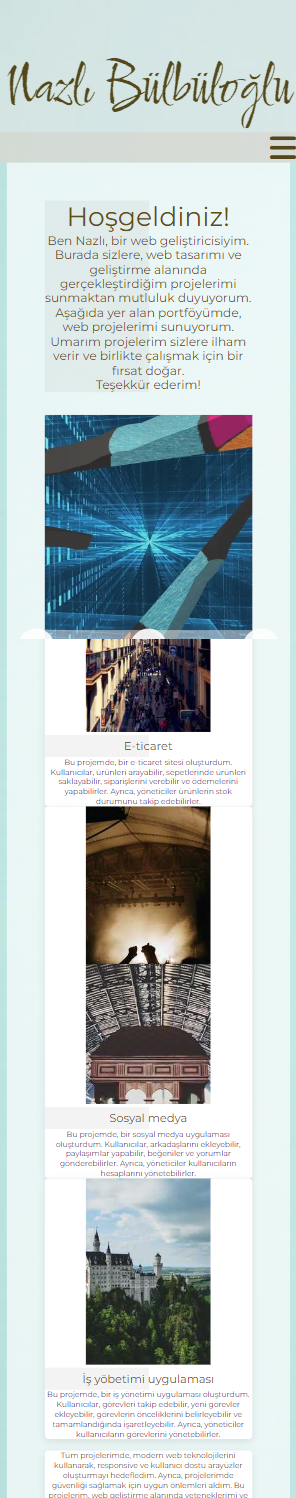 Nazlı Bülbüloğlu
Hoşgeldiniz!
Ben Nazlı, bir web geliştiricisiyim.
Burada sizlere, web tasarımı ve
geliştirme alanında
gerçekleştirdiğim projelerimi
sunmaktan mutluluk duyuyorum.
Aşağıda yer alan portföyümde,
web projelerimi sunuyorum.
Umarım projelerim sizlere ilham
verir ve birlikte çalışmak için bir
fırsat doğar.
Teşekkür ederim!
E-ticaret
Bu projemde, bir e-ticaret sitesi oluşturdum.
Kullanıcılar, ürünleri arayabilir, sepetlerinde ürünleri
saklayabilir, siparişlerini verebilir ve ödemelerini
yapabilirler. Ayrıca, yöneticiler ürünlerin stok
durumunu takip edebilirler.
Sosyal medya
Bu projemde, bir sosyal medya uygulaması
oluşturdum. Kullanıcılar, arkadaşlarını ekleyebilir,
paylaşımlar yapabilir, beğeniler ve yorumlar
gönderebilirler. Ayrıca, yöneticiler kullanıcıların
hesaplarını yönetebilirler.
İş yöbetimi uygulaması
Bu projemde, bir iş yönetimi uygulaması oluşturdum.
Kullanıcılar, görevleri takip edebilir, yeni görevler
ekleyebilir, görevlerin önceliklerini belirleyebilir ve
tamamlandığında işaretleyebilir. Ayrıca, yöneticiler
kullanıcıların görevlerini yönetebilirler.
Tüm projelerimde, modern web teknolojilerini
kullanarak, responsive ve kullanıcı dostu arayüzler
oluşturmayı hedefledim. Ayrıca, projelerimde
güvenliği sağlamak için uygun önlemleri aldım. Bu
projelerim, web geliştirme alanında yeteneklerimi ve